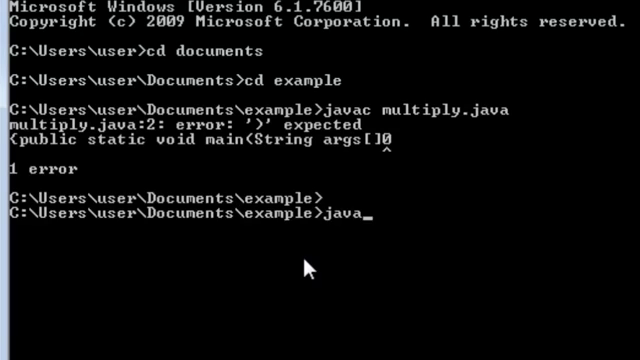 Microsoft Windows [Version 6.1.7600]
Copyright (c) 2009 Microsoft Corporation. All rights reserved.
C:\Users\user>cd documents
C:\Users\user\Documents>cd example
C:\Users\user\Documents\example>javac multiply.java
multiply.java:2: error: ')' expected
{public static void main(String args[]0
^
1 error
C:\Users\user\Documents\example>
C:\Users\user\Documents\example>java_